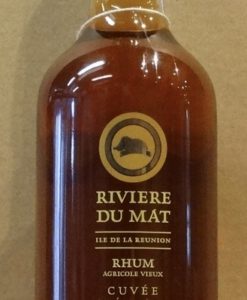 RIVIERE
DU MAT
ILE DE LA REUNION
RHUM
AGRICOLE VIEUX
CUVÉE